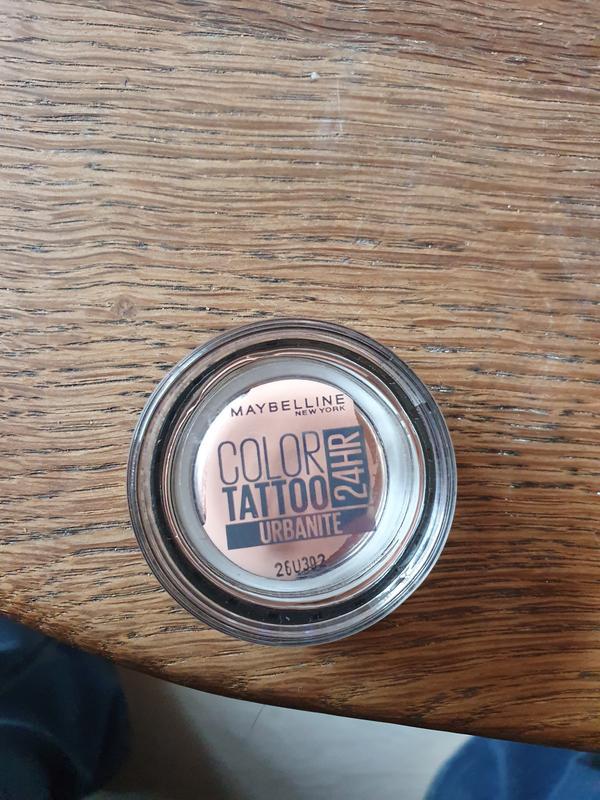 MAYBELLINE
NEW YORK
COLOR
TATTOO
24HR
URBANITE
26U302